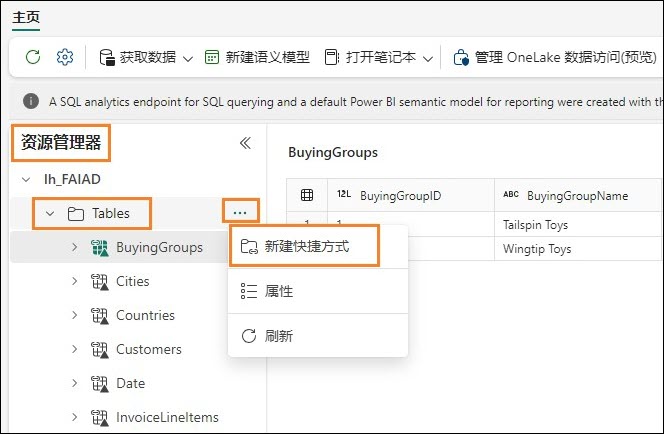 主页
获取数据 新建语义模型 打开笔记本 管理 OneLake 数据访问(预览)
A SQL analytics endpoint for SQL querying and a default Power BI semantic model for reporting were created with th
资源管理器
lh_FAIAD
Tables
BuyingGroups
Cities
Countries
Customers
Date
InvoiceLineItems
新建快捷方式
属性
刷新
BuyingGroups
12L BuyingGroupID ABC BuyingGroupName
1 1 Tailspin Toys
Wingtip Toys